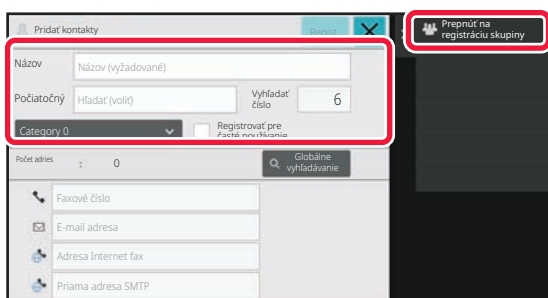 Pridať kontakty
Regist.
Prepnúť na
registráciu skupiny
Názov
Názov (vyžadované)
Počiatočný
Hľadať (voliť)
Vyhľadať
číslo
6
Category 0
Registrovať pre
časté používanie
Počet adries
:
0
Globálne
vyhľadávanie
Faxové číslo
E-mail adresa
Adresa Internet fax
Priama adresa SMTP